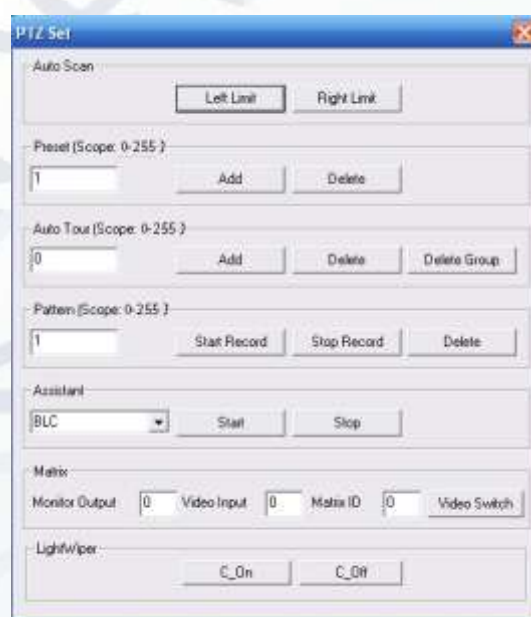 PTZ Set
Auto Scan
Left Limit Right Limit
Preset (Scope: 0-255 )
1 Add Delete
Auto Tour (Scope: 0-255 )
0 Add Delete Delete Group
Pattern (Scope: 0-255 )
1 Start Record Stop Record Delete
Assistant
BLC Start Stop
Matrix
Monitor Output 0 Video Input 0 Matrix ID 0 Video Switch
LightWiper
C_On C_Off